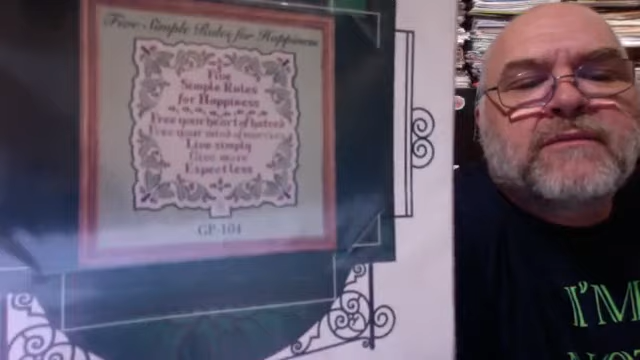 Five Simple Rules for Happiness
Five
Simple Rules
for Happiness
Free your heart of hatred
Free your mind of worries
Live simply
Give more
Expect less
GP-104
I'M
NOT